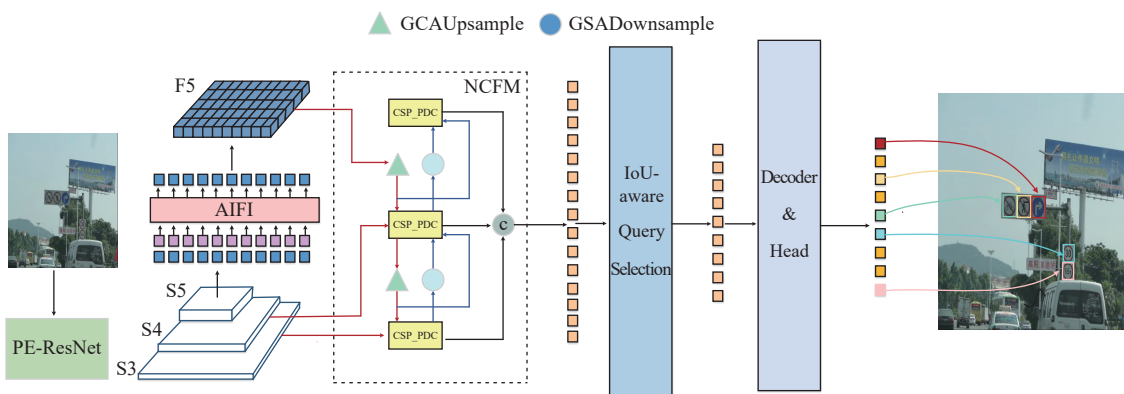 GCAUpsample
GSADownsample
F5
NCFM
CSP_PDC
AIFI
CSP_PDC
C
S5
S4
S3
CSP_PDC
PE-ResNet
IoU-
aware
Query
Selection
Decoder
&
Head